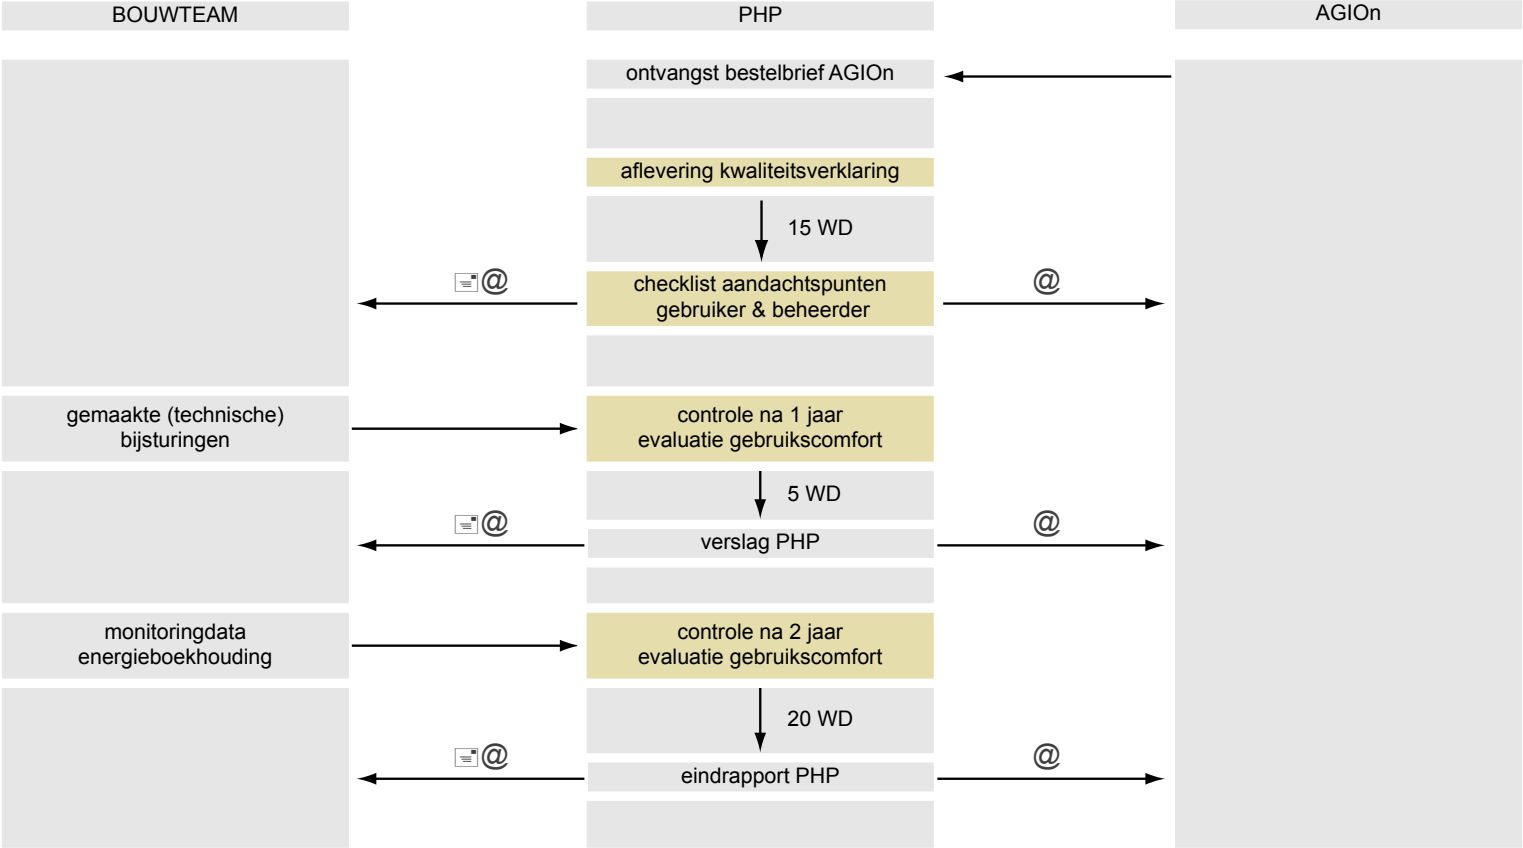 BOUWTEAM
PHP
AGIOn
ontvangst bestelbrief AGIOn
aflevering kwaliteitsverklaring
15 WD
@
checklist aandachtspunten
gebruiker & beheerder
@
gemaakte (technische)
bijsturingen
controle na 1 jaar
evaluatie gebruikscomfort
5 WD
@
verslag PHP
@
monitoringdata
energieboekhouding
controle na 2 jaar
evaluatie gebruikscomfort
20 WD
@
eindrapport PHP
@